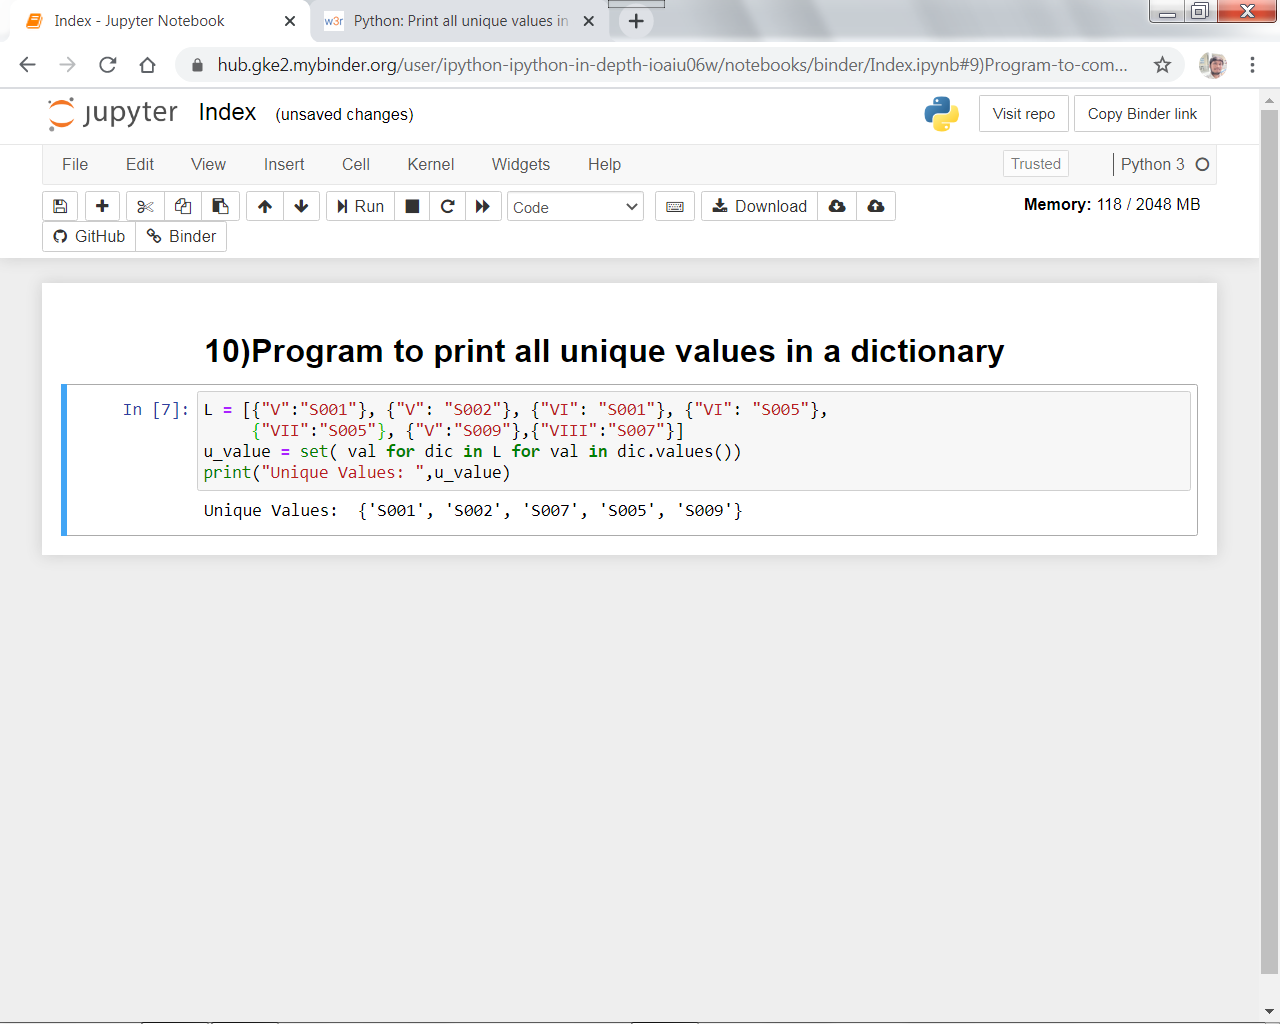 Index - Jupyter Notebook
w3r Python: Print all unique values in
hub.gke2.mybinder.org/user/ipython-ipython-in-depth-ioaiu06w/notebooks/binder/Index.ipynb#9)Program-to-com...
jupyter Index (unsaved changes) Visit repo Copy Binder link
File Edit View Insert Cell Kernel Widgets Help Trusted Python 3
Run Code Download Memory: 118 / 2048 MB
GitHub Binder
10)Program to print all unique values in a dictionary
In [7]: L = [{"V":"S001"}, {"V": "S002"}, {"VI": "S001"}, {"VI": "S005"},
{"VII":"S005"}, {"V":"S009"},{"VIII":"S007"}]
u_value = set( val for dic in L for val in dic.values())
print("Unique Values: ",u_value)
Unique Values:  {'S001', 'S002', 'S007', 'S005', 'S009'}